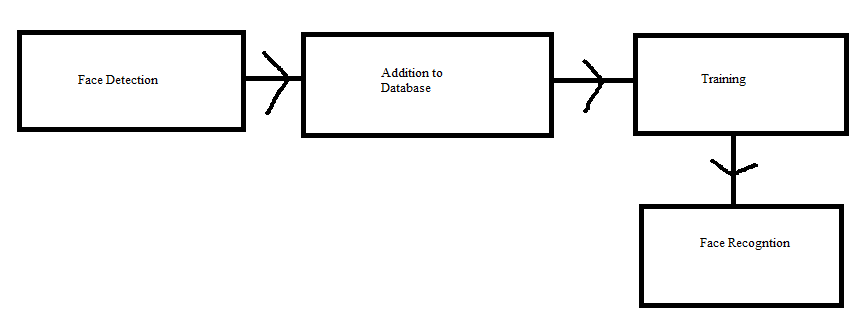 Face Detection
Addition to
Database
Training
Face Recogntion